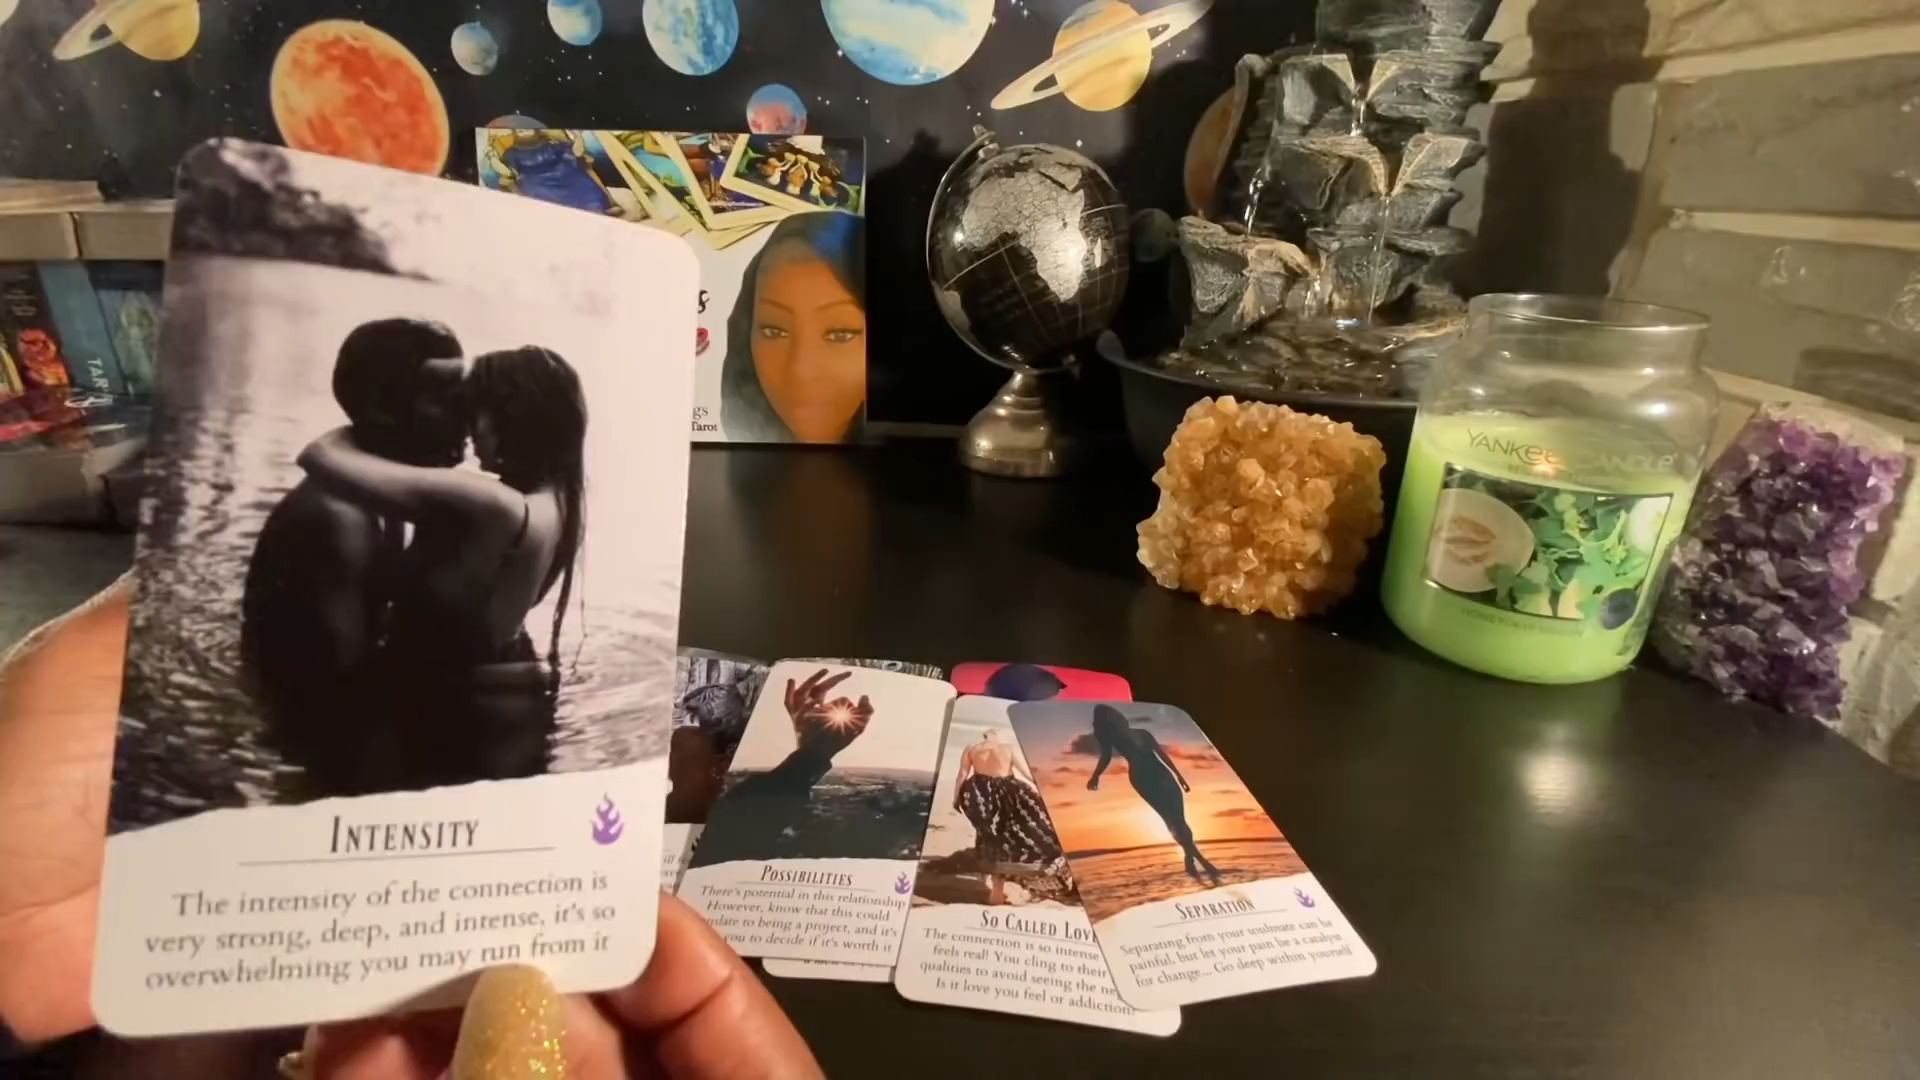 TAR
s
gs
Tarot
YANKEE CANDLE
INTENSITY
The intensity of the connection is
very strong, deep, and intense, it's so
overwhelming you may run from it
POSSIBILITIES
There's potential in this relationship
However, know that this could
to being a project, and it's
you to decide if it's worth it
SO CALLED LOVE
The connection is so intense
feels real! You cling to their
qualities to avoid seeing the ne
Is it love you feel or addiction?
SEPARATION
Separating from your soulmate can be
painful, but let your pain be a catalyst
for change... Go deep within yourself